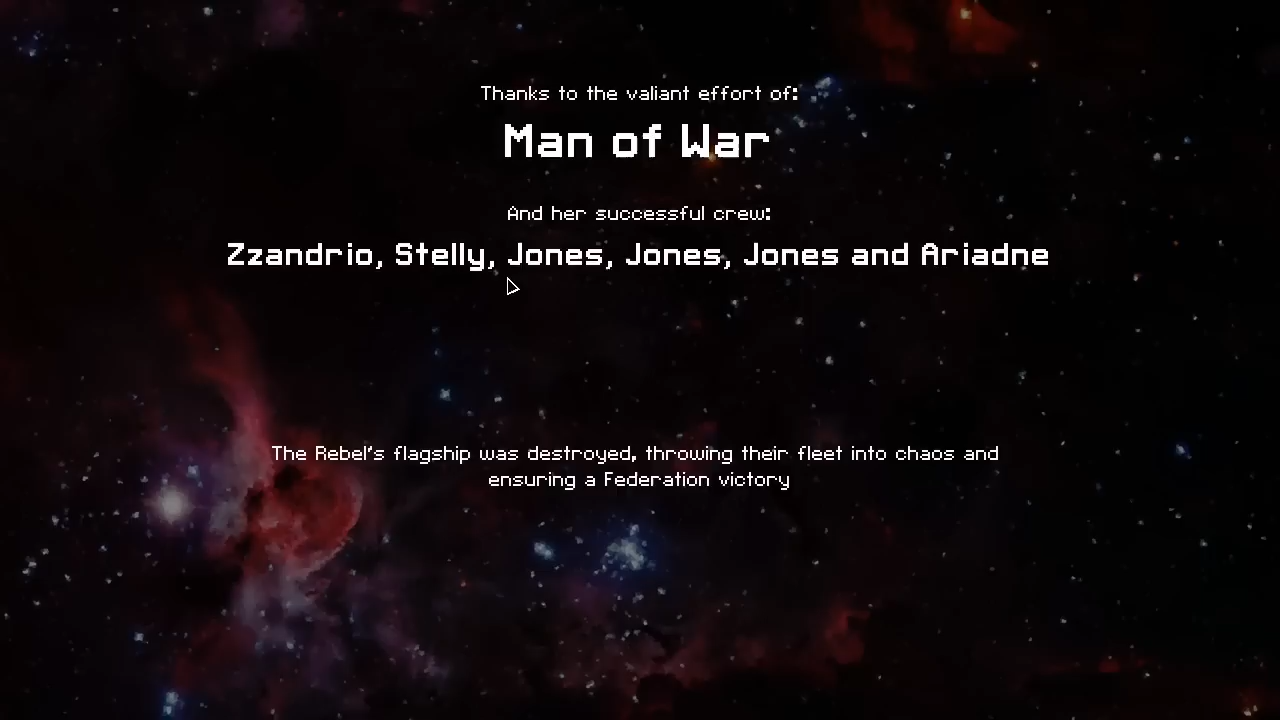 Thanks to the valiant effort of:
Man of War
And her successful crew:
Zzandrio, Stelly, Jones, Jones, Jones and Ariadne
The Rebel's flagship was destroyed, throwing their fleet into chaos and
ensuring a Federation victory